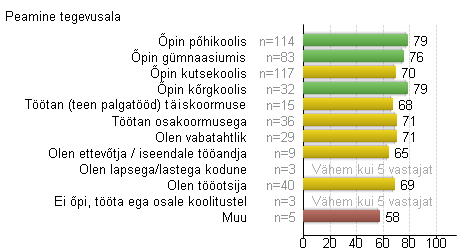 Peamine tegevusala
Õpin põhikoolis n=114 79
Õpin gümnaasiumis n=83 76
Õpin kutsekoolis n=117 70
Õpin kõrgkoolis n=32 79
Töötan (teen palgatööd) täiskoormuse n=15 68
Töötan osakoormusega n=36 71
Olen vabatahtlik n=29 71
Olen ettevõtja / iseendale tööandja n=9 65
Olen lapsega/lastega kodune n=3 Vähem kui 5 vastajat
Olen tööotsija n=40 69
Ei õpi, tööta ega osale koolitustel n=3 Vähem kui 5 vastajat
Muu n=5 58
0 20 40 60 80 100